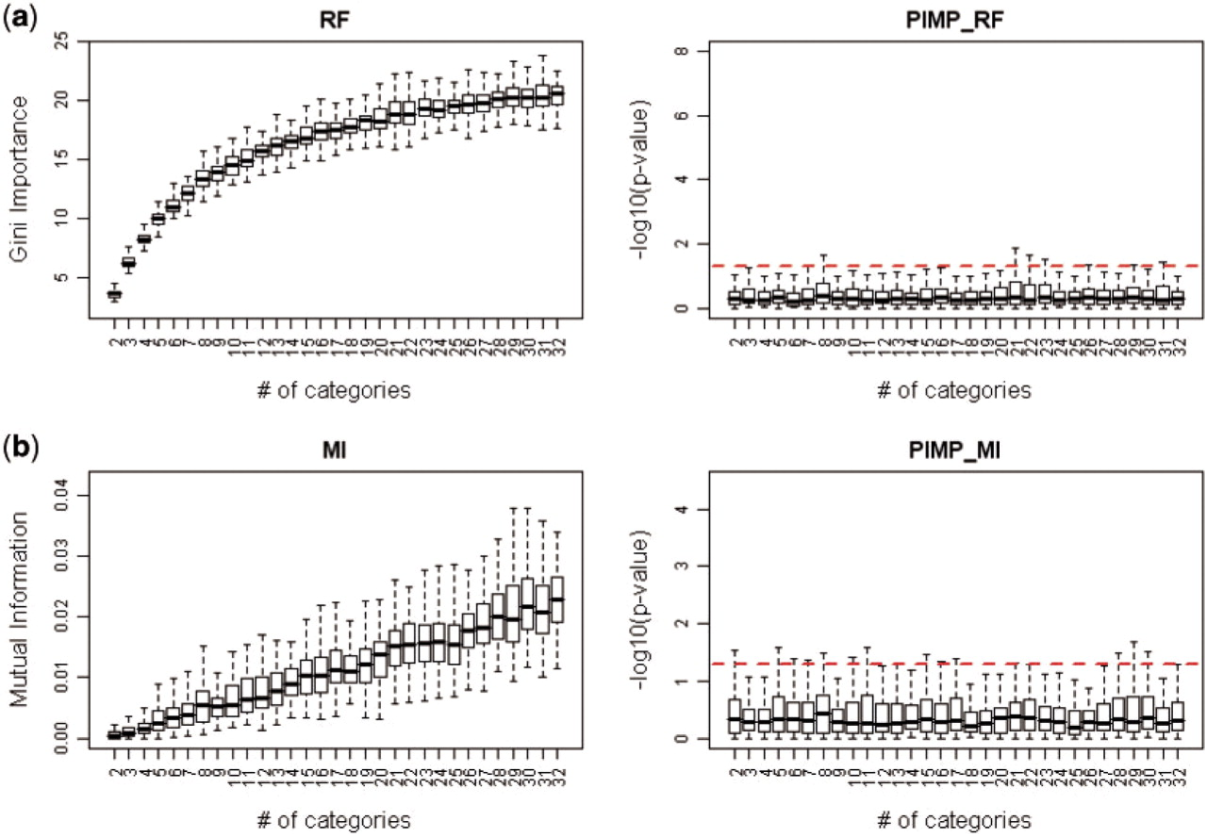 (a)
RF
Gini Importance
25
20
15
10
5
2 3 4 5 6 7 8 9 10 11 12 13 14 15 16 17 18 19 20 21 22 23 24 25 26 27 28 29 30 31 32
# of categories
PIMP_RF
-log10(p-value)
8
6
4
2
0
2 3 4 5 6 7 8 9 10 11 12 13 14 15 16 17 18 19 20 21 22 23 24 25 26 27 28 29 30 31 32
# of categories
(b)
MI
Mutual Information
0.04
0.03
0.02
0.01
0.00
2 3 4 5 6 7 8 9 10 11 12 13 14 15 16 17 18 19 20 21 22 23 24 25 26 27 28 29 30 31 32
# of categories
PIMP_MI
-log10(p-value)
4
3
2
1
0
2 3 4 5 6 7 8 9 10 11 12 13 14 15 16 17 18 19 20 21 22 23 24 25 26 27 28 29 30 31 32
# of categories